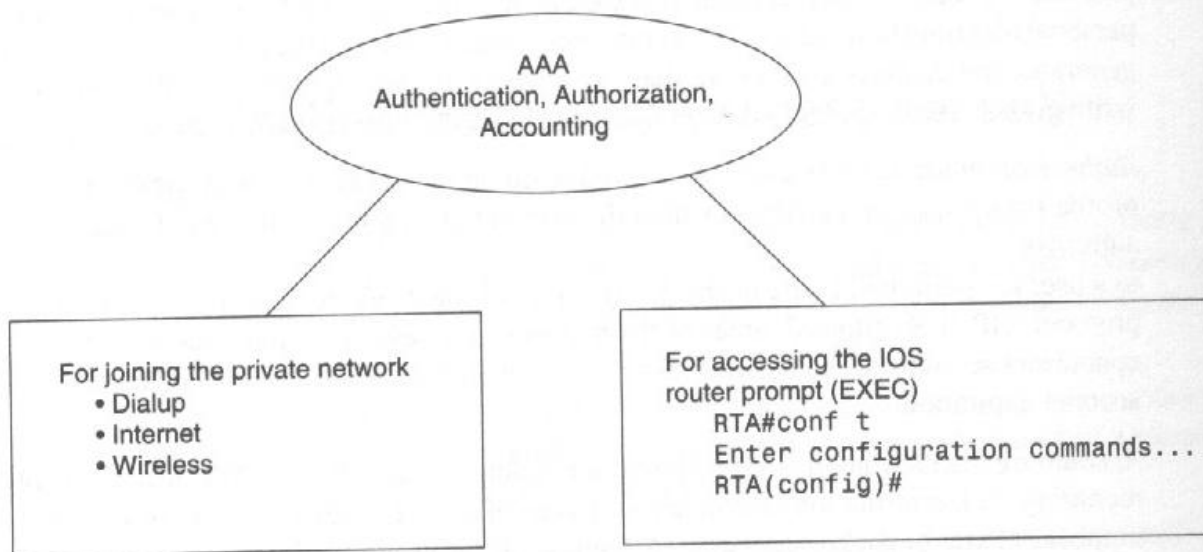 AAA
Authentication, Authorization,
Accounting
For joining the private network
• Dialup
• Internet
• Wireless
For accessing the IOS
router prompt (EXEC)
RTA#conf t
Enter configuration commands...
RTA(config)#